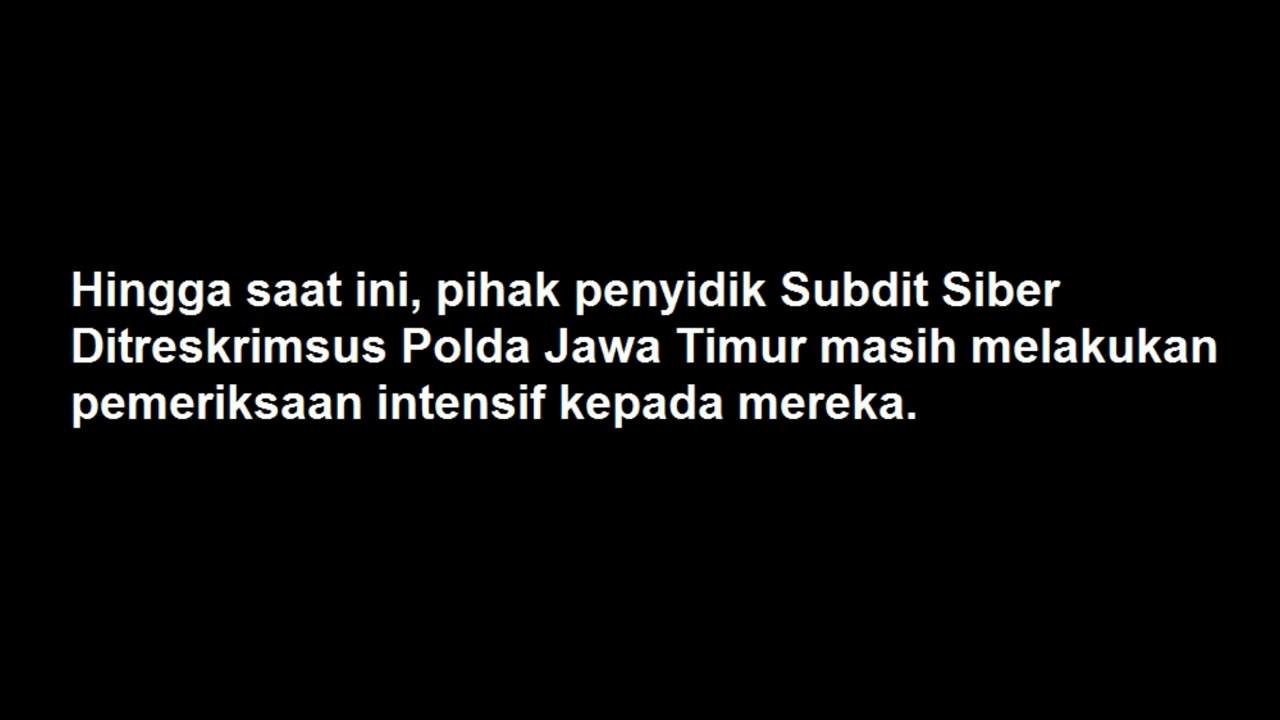 Hingga saat ini, pihak penyidik Subdit Siber
Ditreskrimsus Polda Jawa Timur masih melakukan
pemeriksaan intensif kepada mereka.